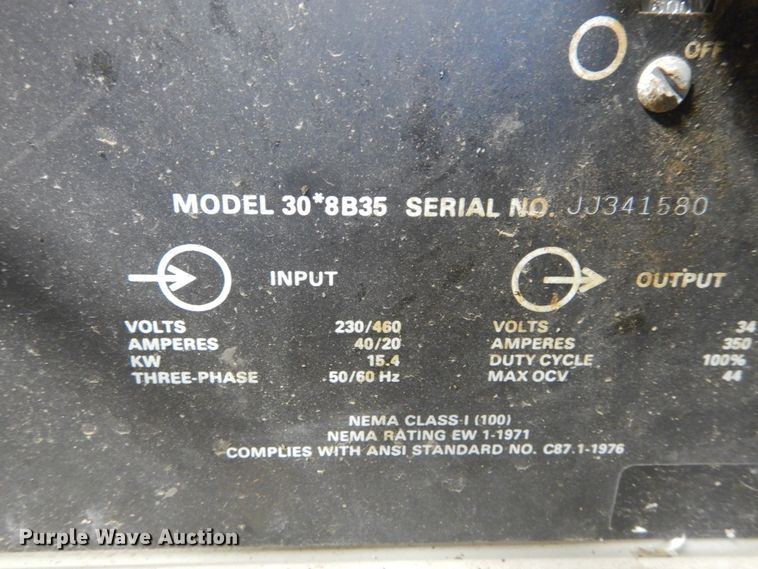 OFF
MODEL 30*8B35 SERIAL NO. JJ341580
INPUT OUTPUT
VOLTS 230/460 VOLTS 34
AMPERES 40/20 AMPERES 350
KW 15.4 DUTY CYCLE 100%
THREE-PHASE 50/60 Hz MAX OCV 44
NEMA CLASS-I (100)
NEMA RATING EW 1-1971
COMPLIES WITH ANSI STANDARD NO. C87.1-1976
Purple Wave Auction